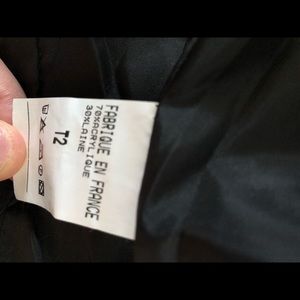 FABRIQUE EN FRANCE
70%ACRYLIQUE
30%LAINE
T2